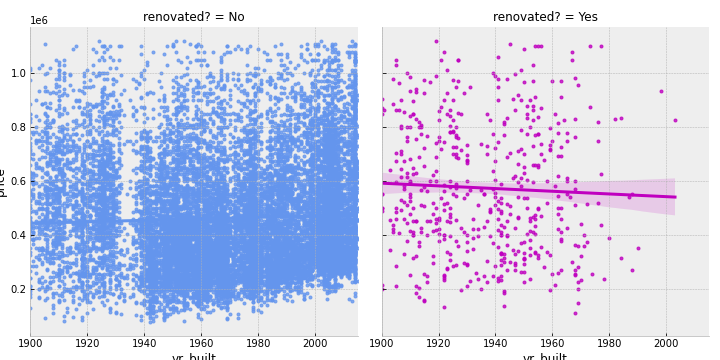 renovated? = No
renovated? = Yes
1e6
1.0
0.8
0.6
0.4
0.2
price
1900 1920 1940 1960 1980 2000
1900 1920 1940 1960 1980 2000
yr_built
yr_built